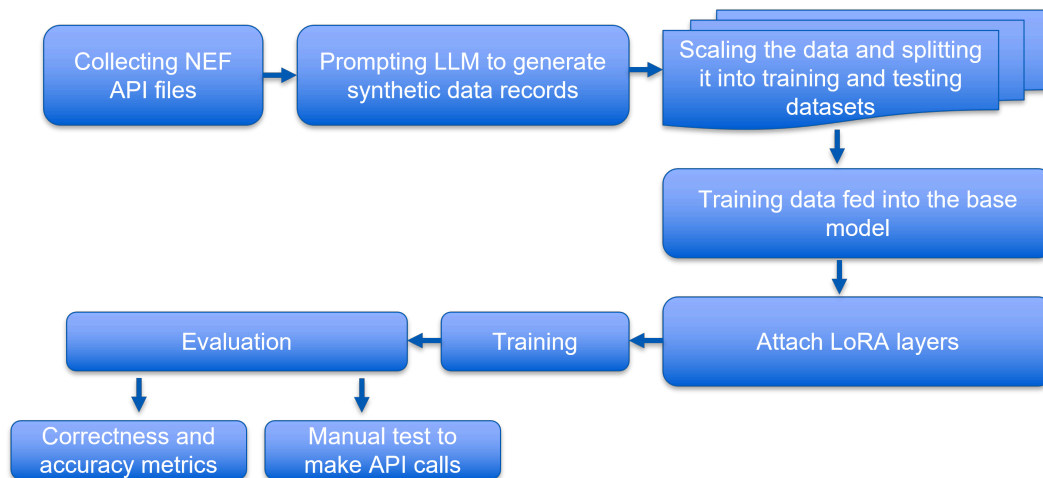 Collecting NEF
API files
Prompting LLM to generate
synthetic data records
Scaling the data and splitting
it into training and testing
datasets
Training data fed into the base
model
Attach LoRA layers
Training
Evaluation
Correctness and
accuracy metrics
Manual test to
make API calls